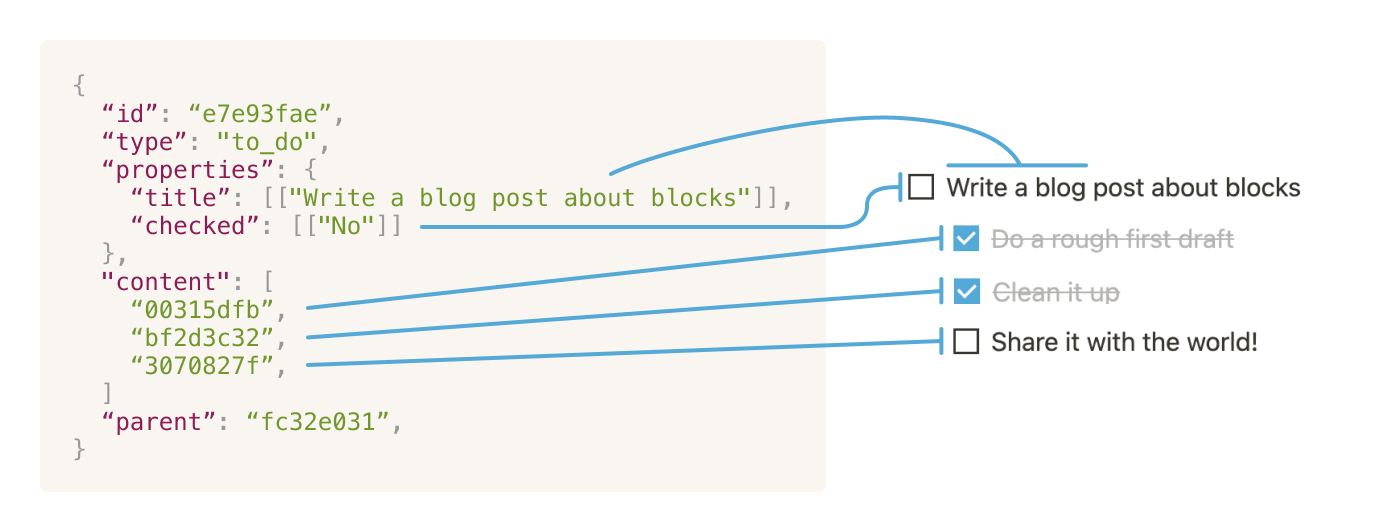 {
  “id”: “e7e93fae”,
  “type”: "to_do",
  “properties”: {
    “title”: [["Write a blog post about blocks"]],
    “checked”: [["No"]]
  },
  "content": [
    “00315dfb”,
    “bf2d3c32”,
    “3070827f”,
  ]
  “parent”: “fc32e031”,
}
Write a blog post about blocks
Do a rough first draft
Clean it up
Share it with the world!